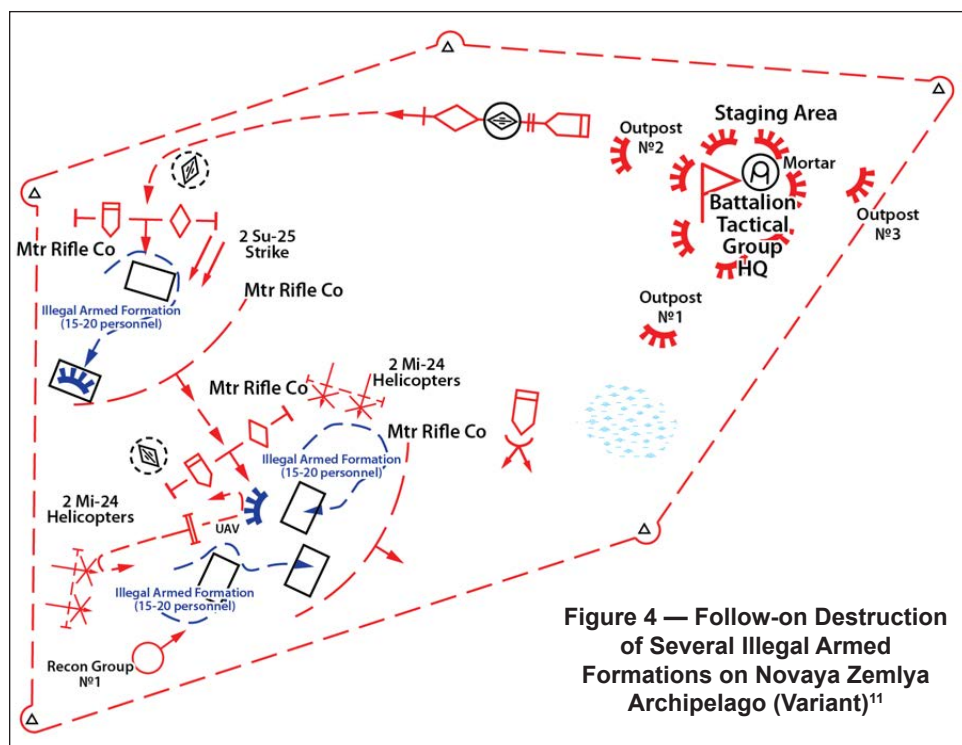 Staging Area
Outpost
№2
Mortar
Battalion
Tactical
Group
HQ
Outpost
№3
Outpost
№1
Mtr Rifle Co
2 Su-25
Strike
Illegal Armed Formation
(15-20 personnel)
Mtr Rifle Co
2 Mi-24
Helicopters
Mtr Rifle Co
Mtr Rifle Co
Illegal Armed Formation
(15-20 personnel)
2 Mi-24
Helicopters
UAV
Illegal Armed Formation
(15-20 personnel)
Recon Group
№1
Figure 4 — Follow-on Destruction
of Several Illegal Armed
Formations on Novaya Zemlya
Archipelago (Variant)¹¹